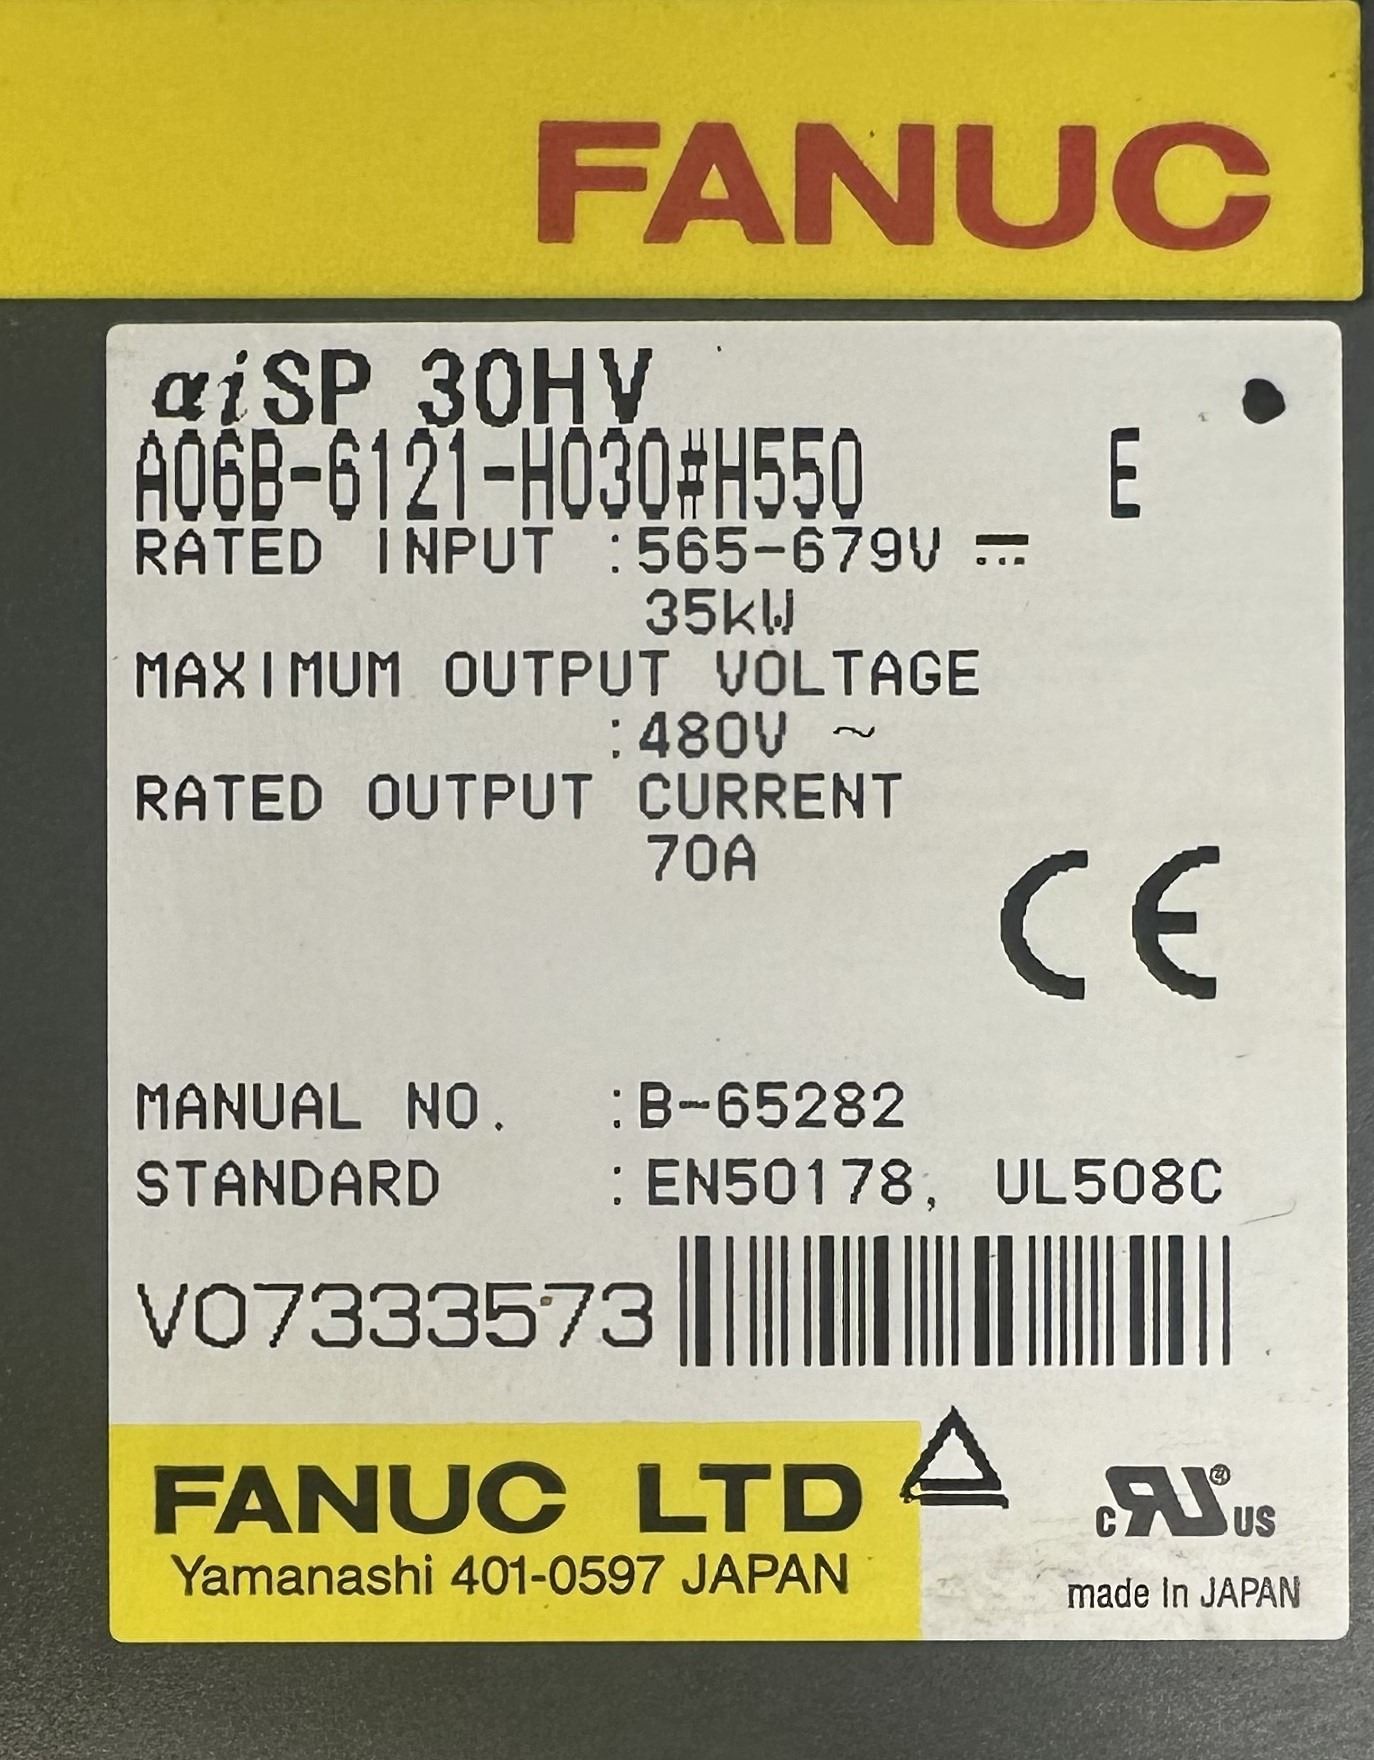 FANUC
αiSP 30HV
A06B-6121-H030#H550 E
RATED INPUT :565-679V ⎓
35kW
MAXIMUM OUTPUT VOLTAGE
:480V ~
RATED OUTPUT CURRENT
70A
CE
MANUAL NO. :B-65282
STANDARD :EN50178, UL508C
V07333573
FANUC LTD
Yamanashi 401-0597 JAPAN
c RU ® US
made In JAPAN